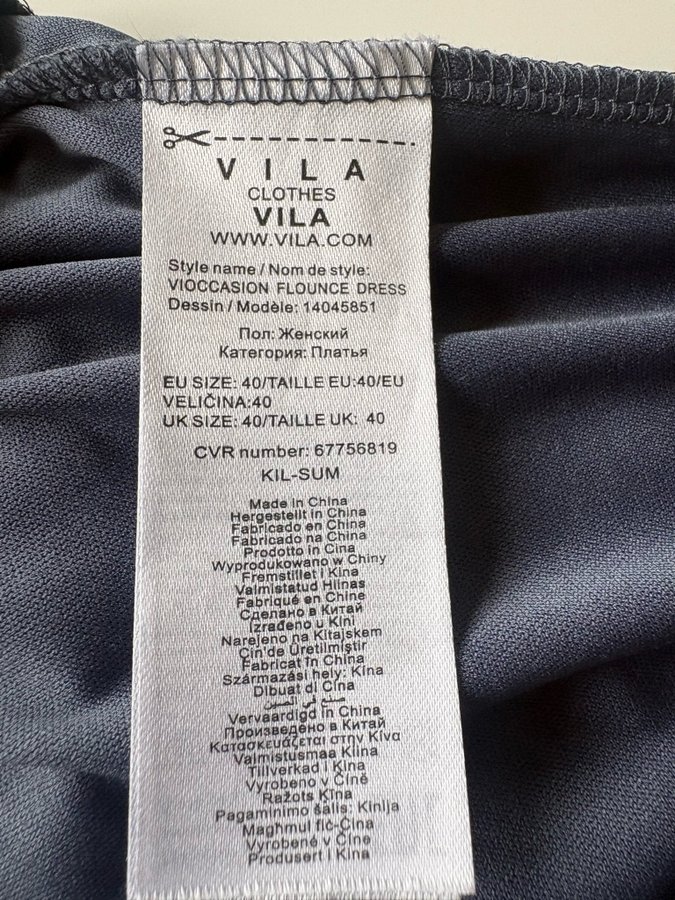 VILA
CLOTHES
VILA
WWW.VILA.COM
Style name / Nom de style:
VIOCCASION FLOUNCE DRESS
Dessin / Modèle: 14045851
Пол: Женский
Категория: Платья
EU SIZE: 40/TAILLE EU:40/EU
VELIČINA:40
UK SIZE: 40/TAILLE UK: 40
CVR number: 67756819
KIL-SUM
Made in China
Hergestellt in China
Fabricado en China
Fabricado na China
Prodotto in Cina
Wyprodukowano w Chiny
Fremstillet i Kina
Valmistatud Hiinas
Fabriqué en Chine
Сделано в Китай
Izrađeno u Kini
Narejeno na Kitajskem
Çin'de Üretilmiştir
Fabricat în China
Származási hely: Kína
Dibuat di Cina
صنع في الصين
Vervaardigd in China
Произведено в Китай
Κατασκευάζεται στην Κίνα
Valmistusmaa Kiina
Tillverkad i Kina
Vyrobeno v Číně
Ražots Ķīna
Pagaminimo šalis: Kinija
Maghmul fiċ-Ċina
Vyrobené v Číne
Produsert i Kina